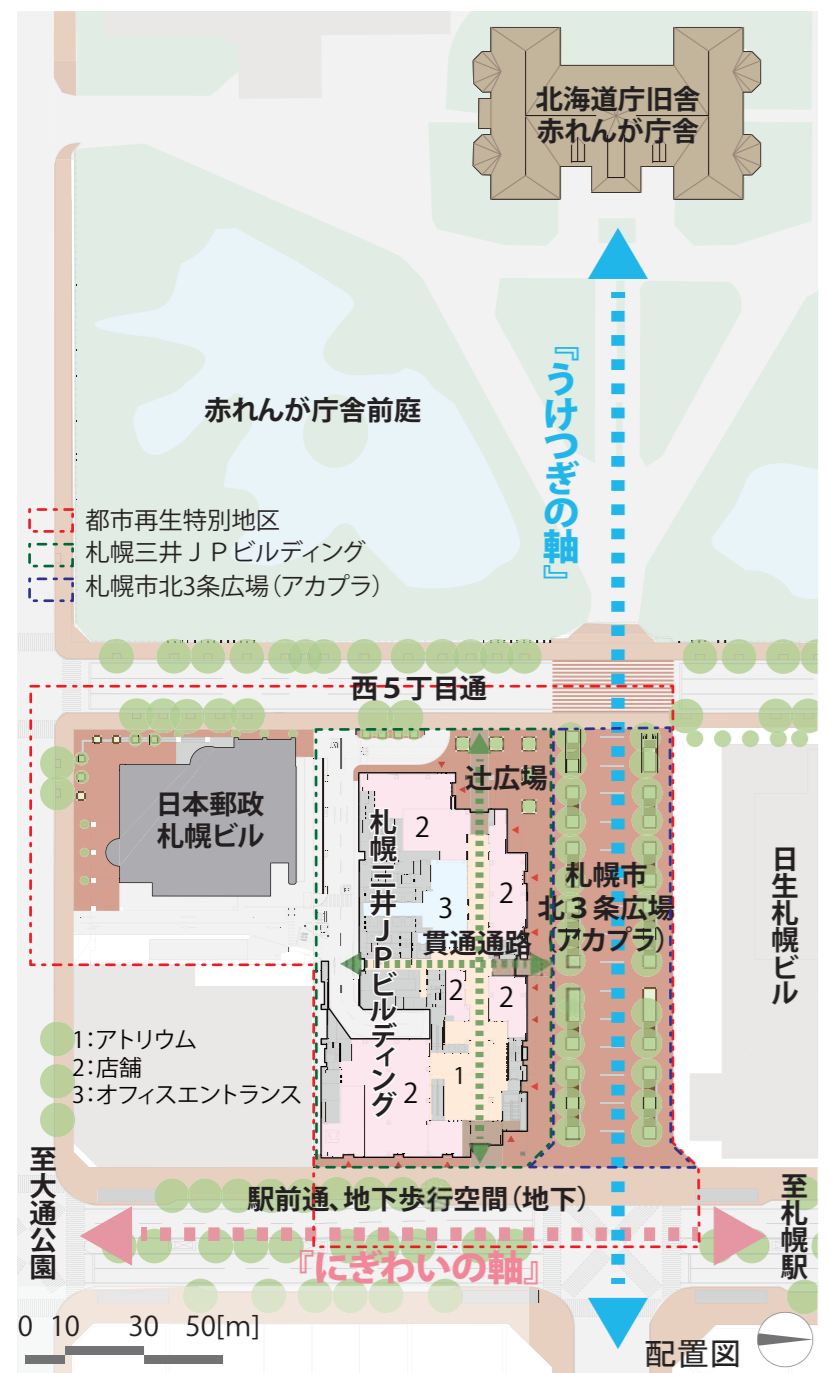 北海道庁旧舎
赤れんが庁舎
『うけつぎの軸』
赤れんが庁舎前庭
都市再生特別地区
札幌三井ＪＰビルディング
札幌市北3条広場（アカプラ）
西５丁目通
辻広場
日本郵政
札幌ビル
札幌三井ＪＰビルディング
2
2
3
貫通通路
2
2
2
1
札幌市
北３条広場
（アカプラ）
日生札幌ビル
1：アトリウム
2：店舗
3：オフィスエントランス
至大通公園
駅前通、地下歩行空間（地下）
至札幌駅
『にぎわいの軸』
0 10 30 50[m]
配置図